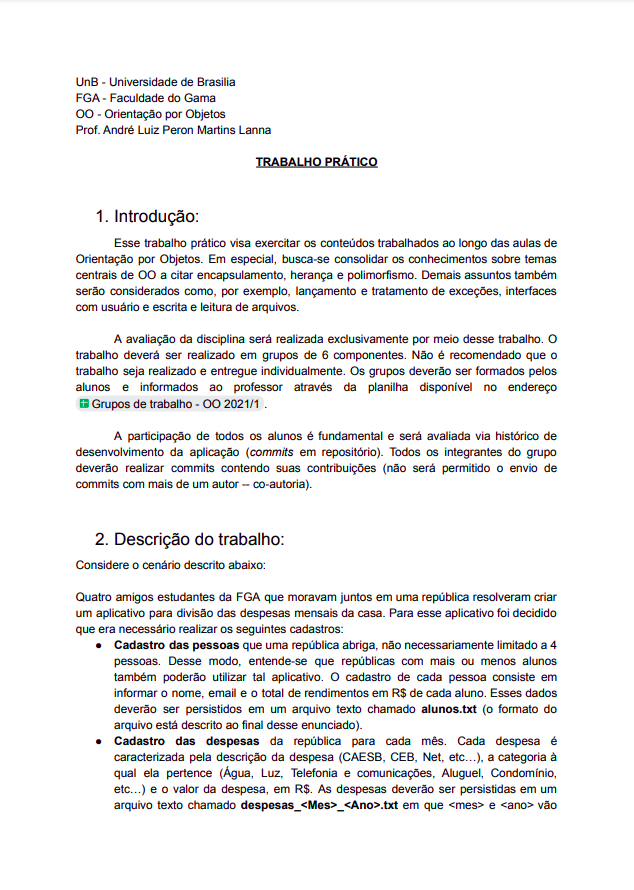 UnB - Universidade de Brasilia
FGA - Faculdade do Gama
OO - Orientação por Objetos
Prof. André Luiz Peron Martins Lanna
TRABALHO PRÁTICO
1. Introdução:
Esse trabalho prático visa exercitar os conteúdos trabalhados ao longo das aulas de
Orientação por Objetos. Em especial, busca-se consolidar os conhecimentos sobre temas
centrais de OO a citar encapsulamento, herança e polimorfismo. Demais assuntos também
serão considerados como, por exemplo, lançamento e tratamento de exceções, interfaces
com usuário e escrita e leitura de arquivos.
A avaliação da disciplina será realizada exclusivamente por meio desse trabalho. O
trabalho deverá ser realizado em grupos de 6 componentes. Não é recomendado que o
trabalho seja realizado e entregue individualmente. Os grupos deverão ser formados pelos
alunos e informados ao professor através da planilha disponível no endereço
Grupos de trabalho - OO 2021/1 .
A participação de todos os alunos é fundamental e será avaliada via histórico de
desenvolvimento da aplicação (commits em repositório). Todos os integrantes do grupo
deverão realizar commits contendo suas contribuições (não será permitido o envio de
commits com mais de um autor -- co-autoria).
2. Descrição do trabalho:
Considere o cenário descrito abaixo:
Quatro amigos estudantes da FGA que moravam juntos em uma república resolveram criar
um aplicativo para divisão das despesas mensais da casa. Para esse aplicativo foi decidido
que era necessário realizar os seguintes cadastros:
● Cadastro das pessoas que uma república abriga, não necessariamente limitado a 4
pessoas. Desse modo, entende-se que repúblicas com mais ou menos alunos
também poderão utilizar tal aplicativo. O cadastro de cada pessoa consiste em
informar o nome, email e o total de rendimentos em R$ de cada aluno. Esses dados
deverão ser persistidos em um arquivo texto chamado alunos.txt (o formato do
arquivo está descrito ao final desse enunciado).
● Cadastro das despesas da república para cada mês. Cada despesa é
caracterizada pela descrição da despesa (CAESB, CEB, Net, etc…), a categoria à
qual ela pertence (Água, Luz, Telefonia e comunicações, Aluguel, Condomínio,
etc…) e o valor da despesa, em R$. As despesas deverão ser persistidas em um
arquivo texto chamado despesas_<Mes>_<Ano>.txt em que <mes> e <ano> vão